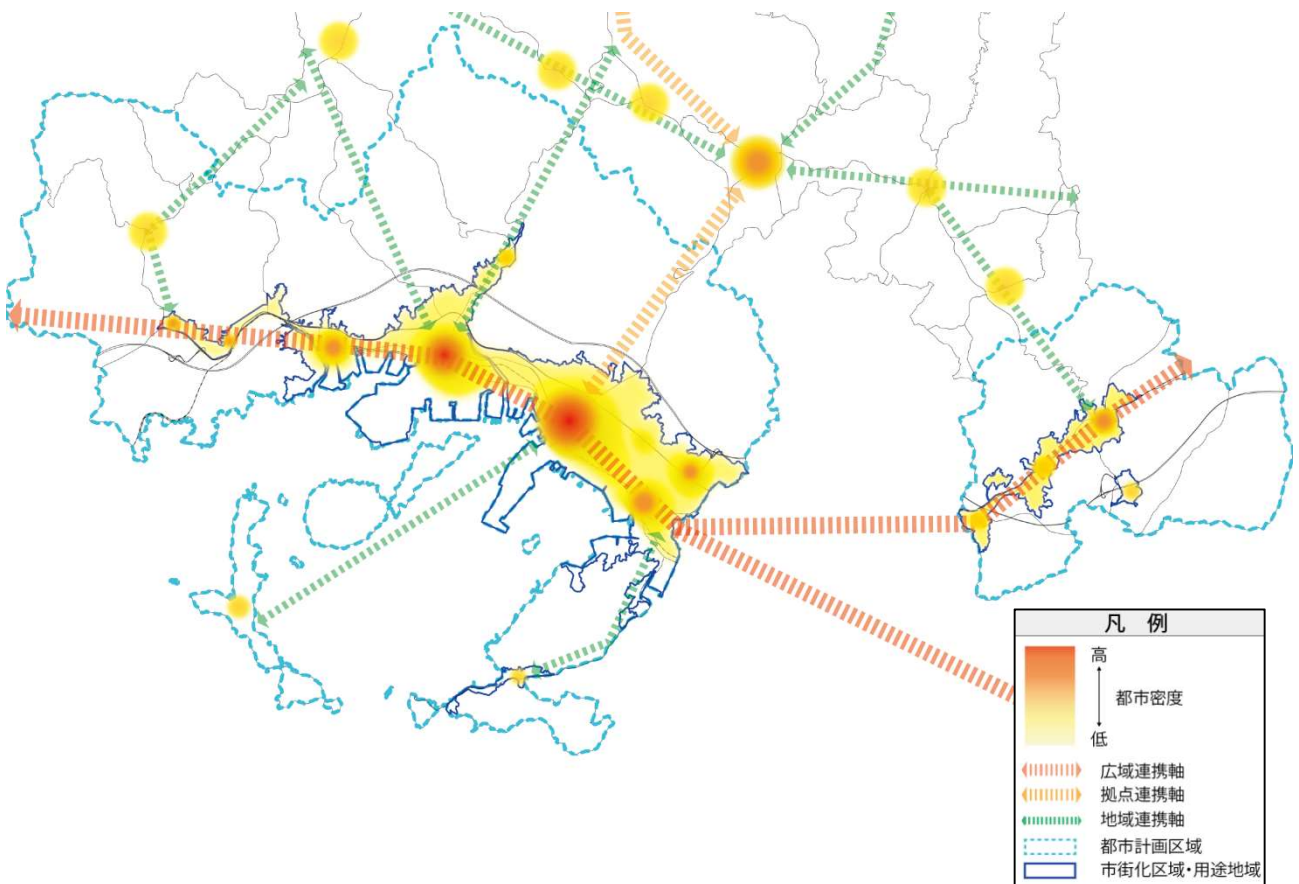 凡 例
高
都市密度
低
広域連携軸
拠点連携軸
地域連携軸
都市計画区域
市街化区域・用途地域